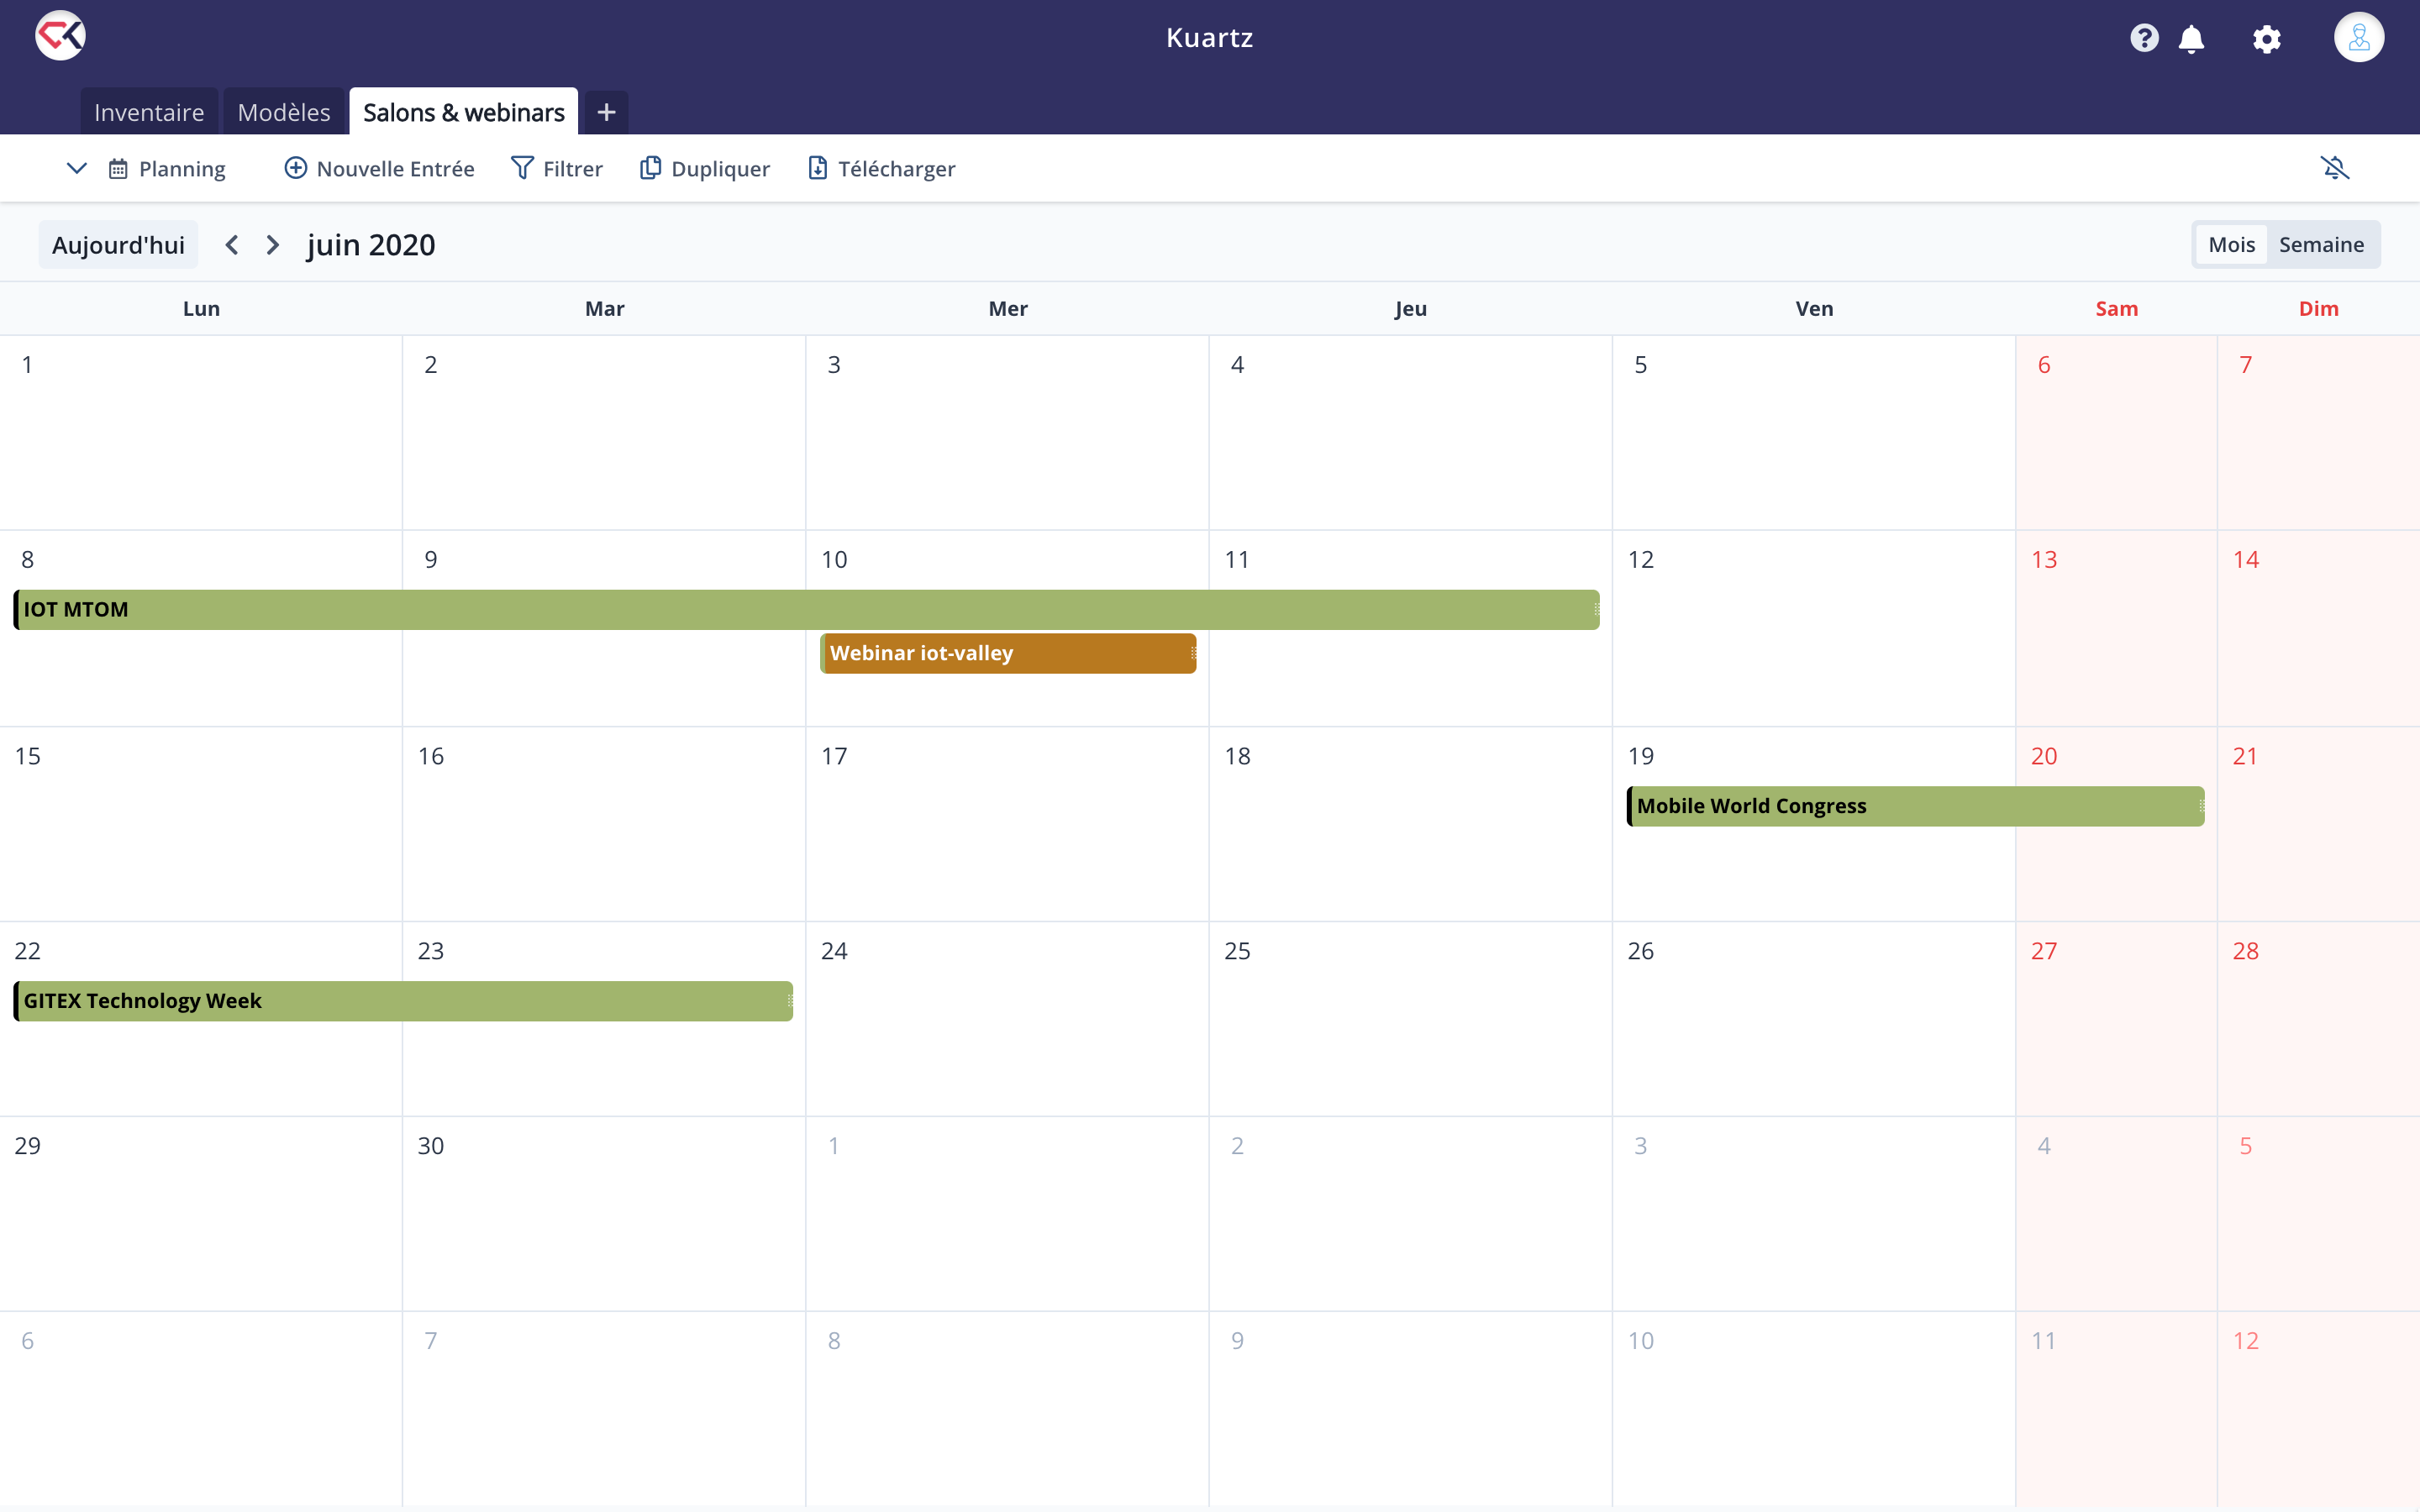 Kuartz
Inventaire Modèles Salons & webinars +
Planning Nouvelle Entrée Filtrer Dupliquer Télécharger
Aujourd'hui juin 2020 Mois Semaine
Lun Mar Mer Jeu Ven Sam Dim
1 2 3 4 5 6 7
8 9 10 11 12 13 14
IOT MTOM
Webinar iot-valley
15 16 17 18 19 20 21
Mobile World Congress
22 23 24 25 26 27 28
GITEX Technology Week
29 30 1 2 3 4 5
6 7 8 9 10 11 12